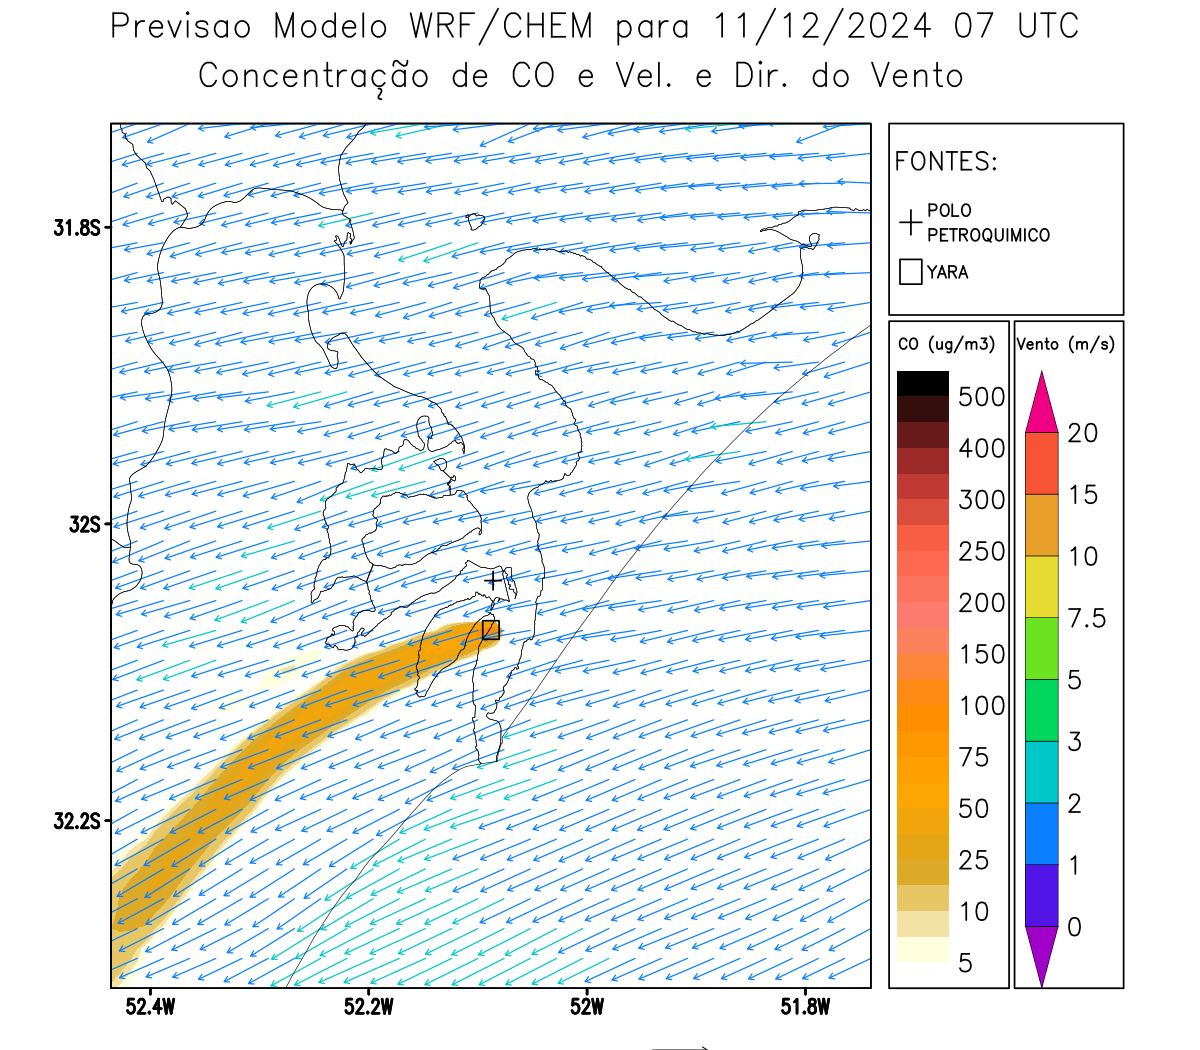 Previsao Modelo WRF/CHEM para 11/12/2024 07 UTC
Concentração de CO e Vel. e Dir. do Vento
FONTES:
POLO
PETROQUIMICO
YARA
CO (ug/m3)
500
400
300
250
200
150
100
75
50
25
10
5
Vento (m/s)
20
15
10
7.5
5
3
2
1
0
31.8S
32S
32.2S
52.4W
52.2W
52W
51.8W